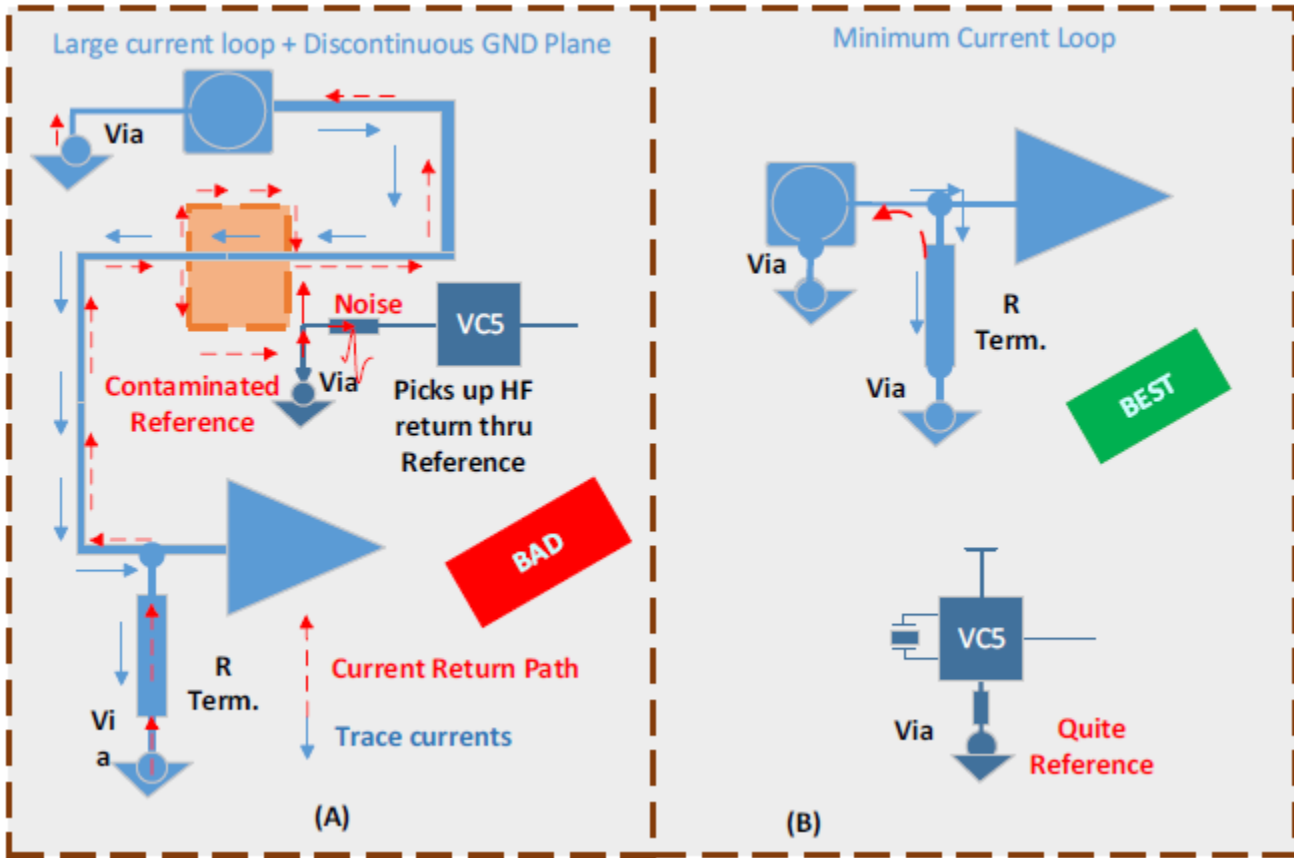 Large current loop + Discontinuous GND Plane
Via
Noise
VC5
Contaminated
Reference
Via
Picks up HF
return thru
Reference
BAD
R
Term.
Vi
a
Current Return Path
Trace currents
(A)
Minimum Current Loop
Via
R
Term.
Via
BEST
VC5
Via
Quite
Reference
(B)